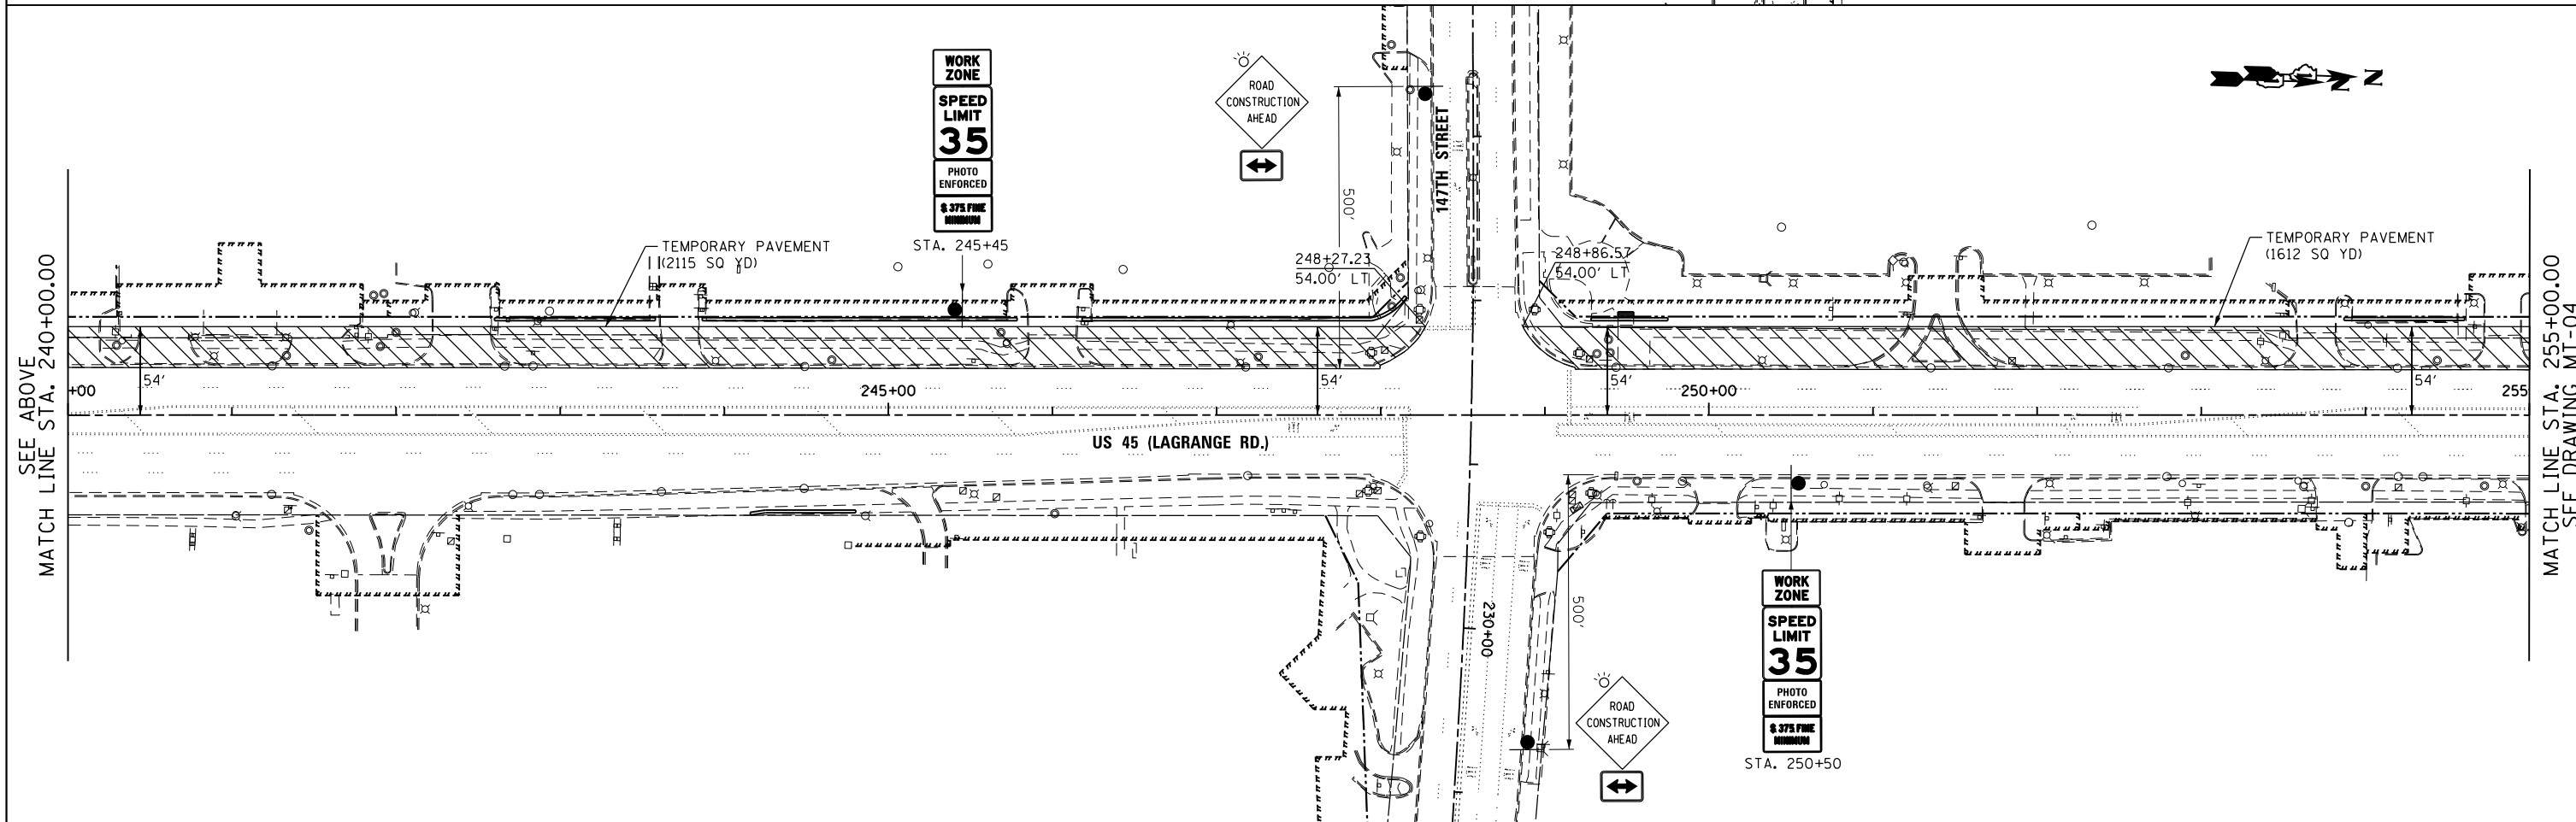 WORK
ZONE
SPEED
LIMIT
35
PHOTO
ENFORCED
$ 375 FINE
MINIMUM
STA. 245+45
ROAD
CONSTRUCTION
AHEAD
147TH STREET
500'
N
N
TEMPORARY PAVEMENT
(2115 SQ YD)
248+27.23
54.00' LT
248+86.57
54.00' LT
TEMPORARY PAVEMENT
(1612 SQ YD)
SEE ABOVE
MATCH LINE STA. 240+00.00
54'
54'
54'
54'
+00
245+00
250+00
255
US 45 (LAGRANGE RD.)
MATCH LINE STA. 255+00.00
SEE DRAWING MT-04
230+00
500'
WORK
ZONE
SPEED
LIMIT
35
PHOTO
ENFORCED
$ 375 FINE
MINIMUM
STA. 250+50
ROAD
CONSTRUCTION
AHEAD